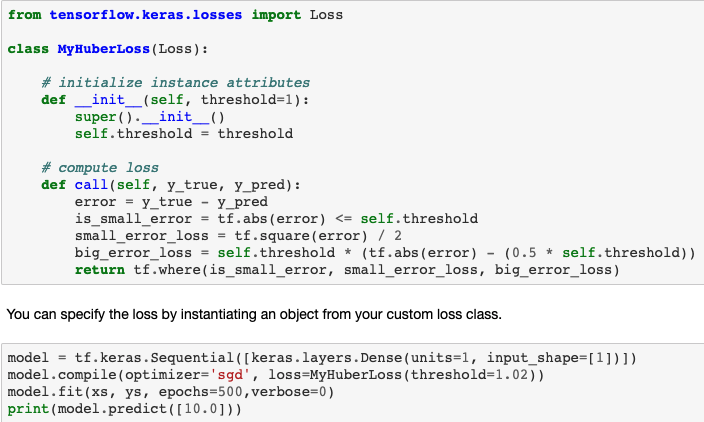 from tensorflow.keras.losses import Loss

class MyHuberLoss(Loss):

    # initialize instance attributes
    def __init__(self, threshold=1):
        super().__init__()
        self.threshold = threshold

    # compute loss
    def call(self, y_true, y_pred):
        error = y_true - y_pred
        is_small_error = tf.abs(error) <= self.threshold
        small_error_loss = tf.square(error) / 2
        big_error_loss = self.threshold * (tf.abs(error) - (0.5 * self.threshold))
        return tf.where(is_small_error, small_error_loss, big_error_loss)

You can specify the loss by instantiating an object from your custom loss class.

model = tf.keras.Sequential([keras.layers.Dense(units=1, input_shape=[1])])
model.compile(optimizer='sgd', loss=MyHuberLoss(threshold=1.02))
model.fit(xs, ys, epochs=500,verbose=0)
print(model.predict([10.0]))